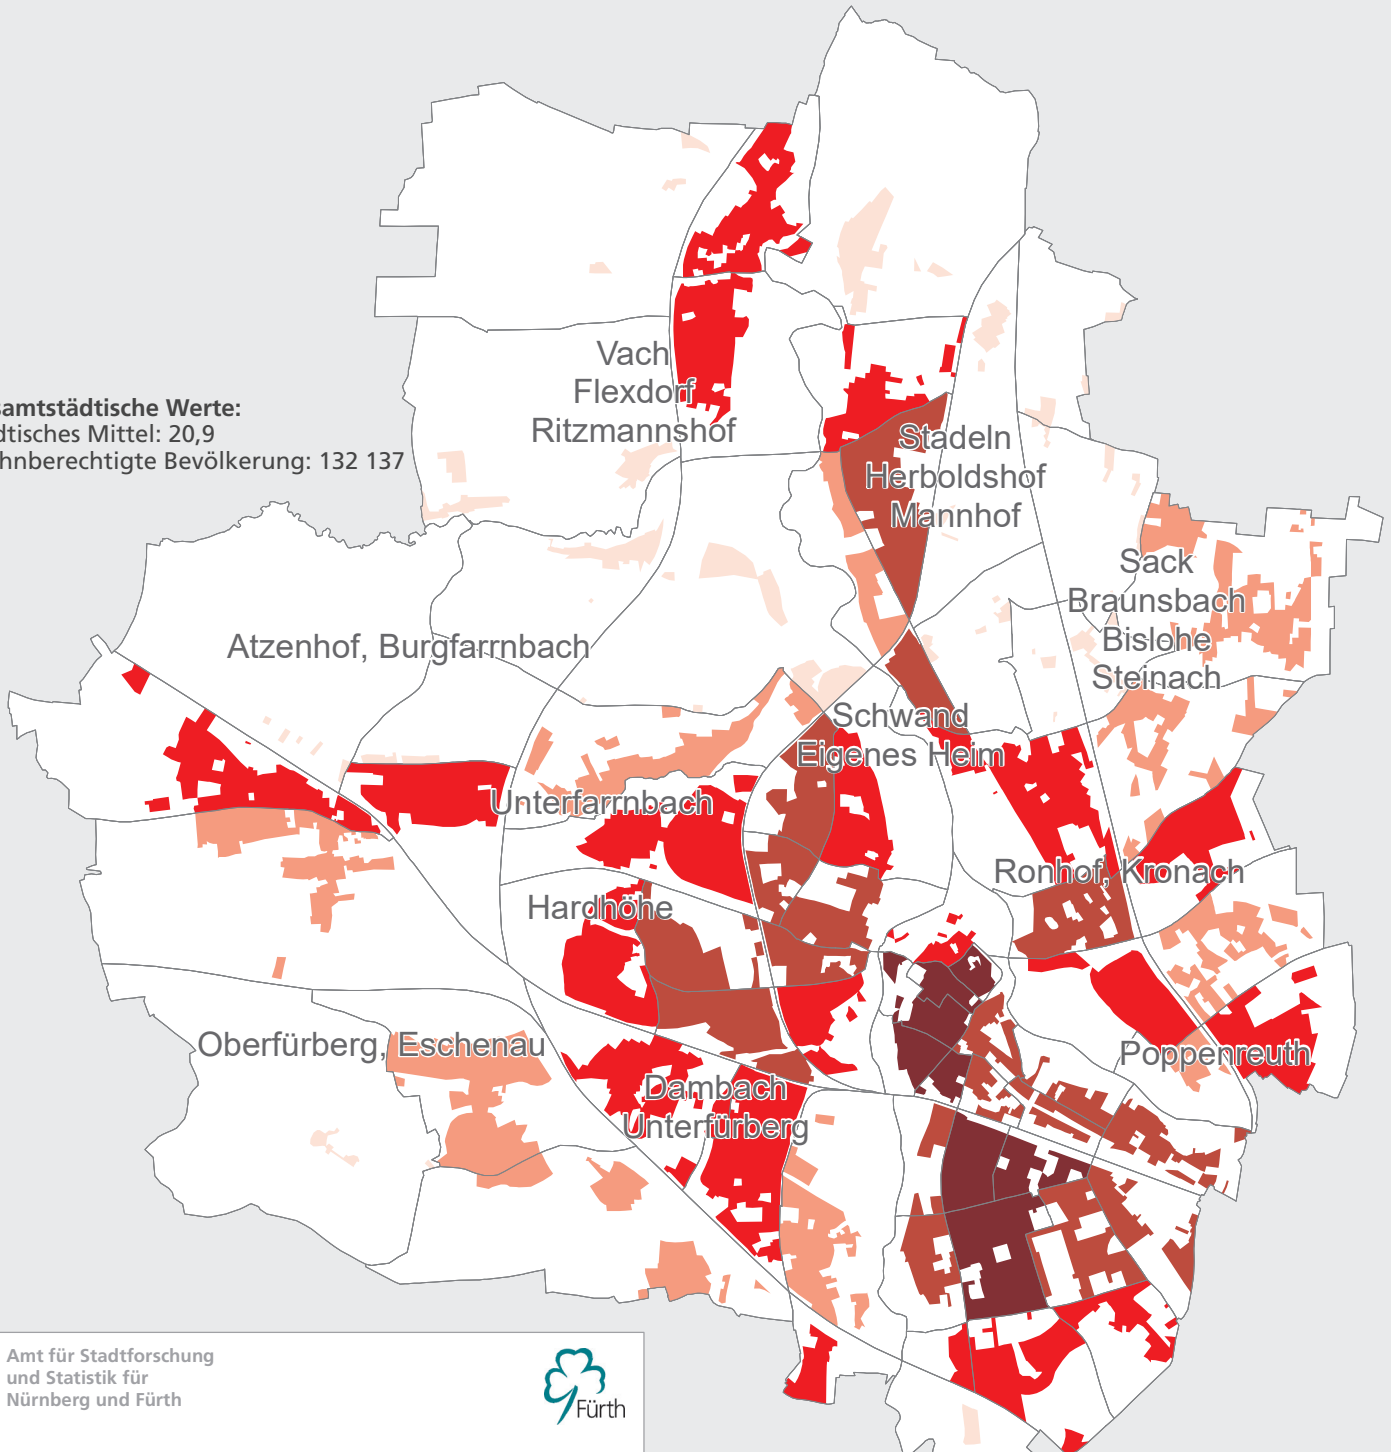 Vach
Flexdorf
Ritzmannshof
samtstädtische Werte:
dtisches Mittel: 20,9
hnberechtigte Bevölkerung: 132 137
Stadeln
Herboldshof
Mannhof
Sack
Braunsbach
Bislohe
Steinach
Atzenhof, Burgfarrnbach
Schwand
Eigenes Heim
Unterfarrnbach
Ronhof, Kronach
Hardhöhe
Oberfürberg, Eschenau
Poppenreuth
Dambach
Unterfürberg
Amt für Stadtforschung
und Statistik für
Nürnberg und Fürth
Fürth